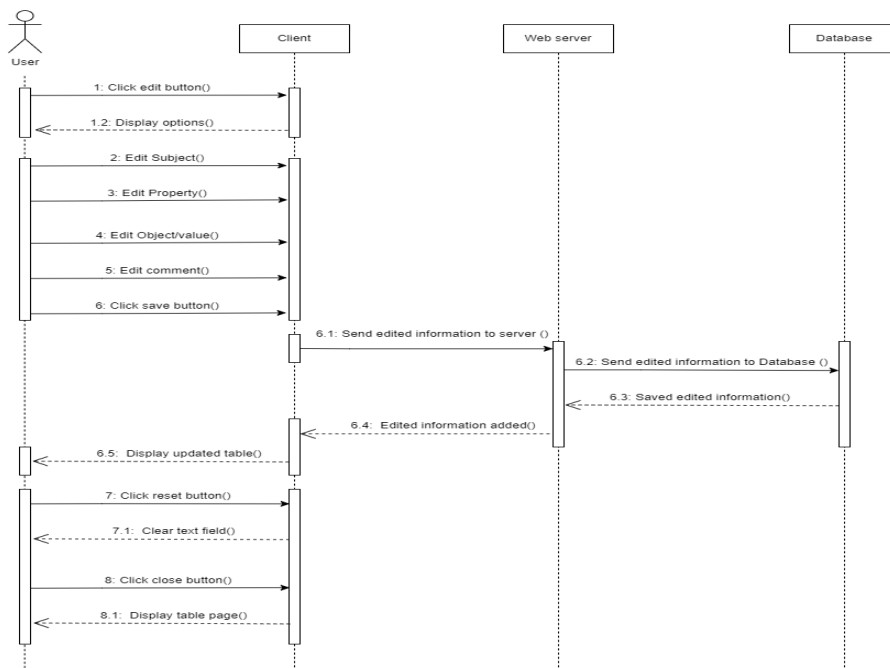 User
Client
Web server
Database
1: Click edit button()
1.2: Display options()
2: Edit Subject()
3: Edit Property()
4: Edit Object/value()
5: Edit comment()
6: Click save button()
6.1: Send edited information to server ()
6.2: Send edited information to Database ()
6.3: Saved edited information()
6.4: Edited information added()
6.5: Display updated table()
7: Click reset button()
7.1: Clear text field()
8: Click close button()
8.1: Display table page()